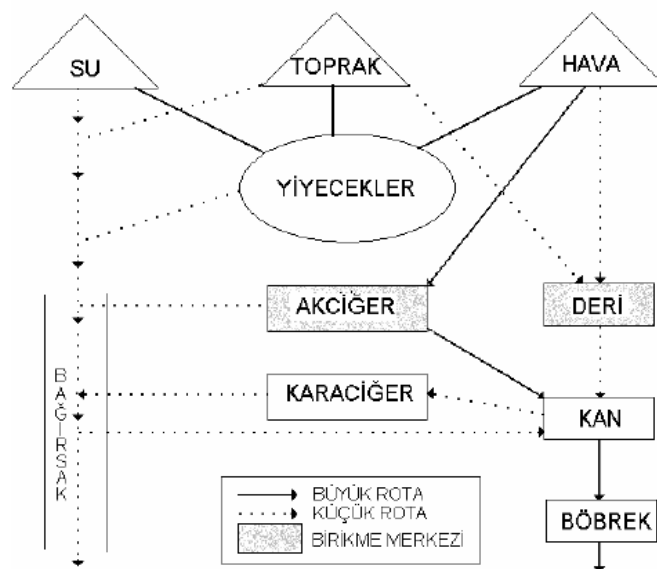 SU
TOPRAK
HAVA
YİYECEKLER
AKCİĞER
DERİ
KARACİĞER
KAN
BAĞIRSAK
BÜYÜK ROTA
KÜÇÜK ROTA
BİRİKME MERKEZİ
BÖBREK